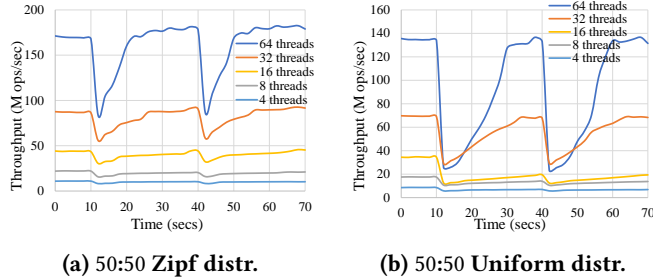 Throughput (M ops/sec)
200
150
100
50
0
0 10 20 30 40 50 60 70
Time (secs)
64 threads
32 threads
16 threads
8 threads
4 threads
(a) 50:50 Zipf distr.
Throughput (M ops/sec)
160
140
120
100
80
60
40
20
0
0 10 20 30 40 50 60 70
Time (secs)
64 threads
32 threads
16 threads
8 threads
4 threads
(b) 50:50 Uniform distr.